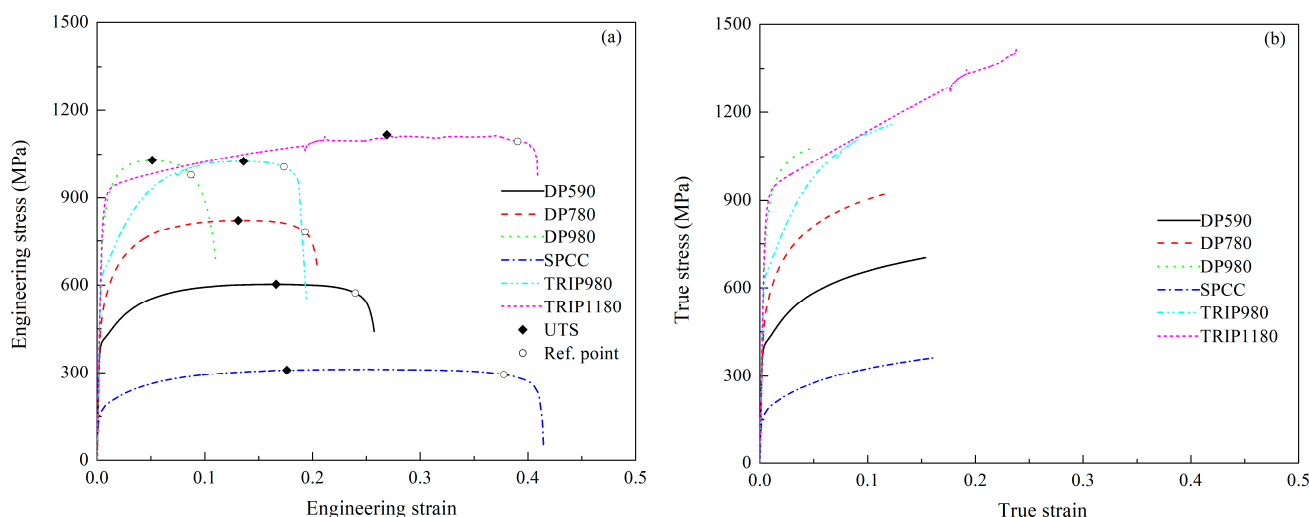 (a)
Engineering stress (MPa)
1500
1200
900
600
300
0
DP590
DP780
DP980
SPCC
TRIP980
TRIP1180
UTS
Ref. point
0.0 0.1 0.2 0.3 0.4 0.5
Engineering strain
(b)
True stress (MPa)
1500
1200
900
600
300
0
DP590
DP780
DP980
SPCC
TRIP980
TRIP1180
0.0 0.1 0.2 0.3 0.4 0.5
True strain